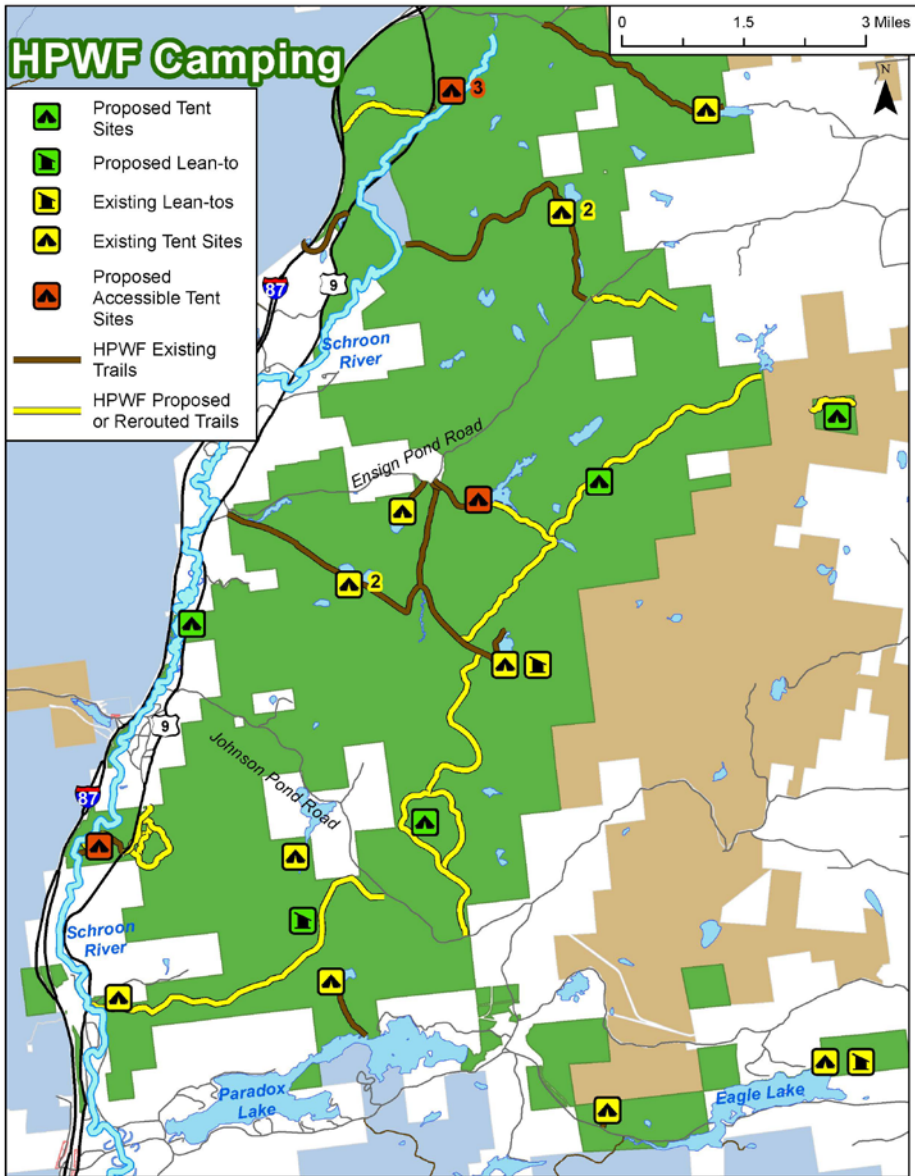 HPWF Camping
0 1.5 3 Miles
N
Proposed Tent
Sites
Proposed Lean-to
Existing Lean-tos
Existing Tent Sites
Proposed
Accessible Tent
Sites
HPWF Existing
Trails
HPWF Proposed
or Rerouted Trails
3
2
87
9
Schroon
River
Ensign Pond Road
2
9
Johnson Pond Road
87
Schroon
River
Paradox
Lake
Eagle Lake